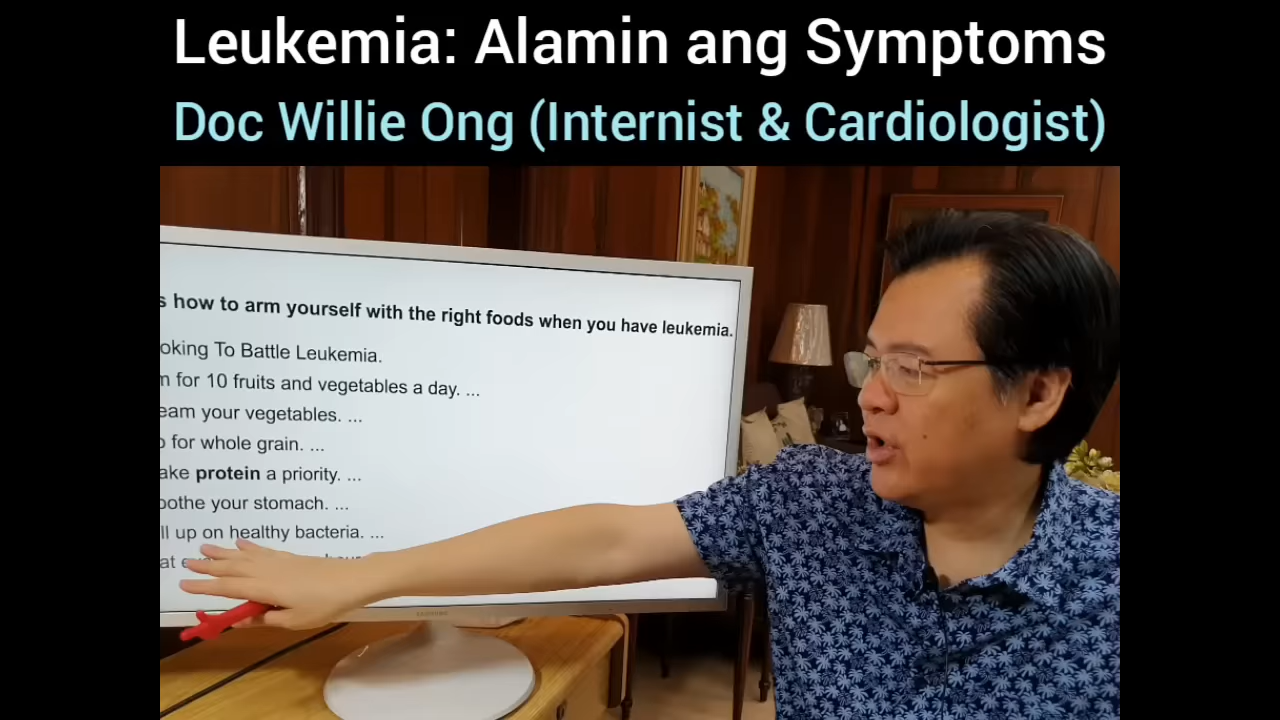 Leukemia: Alamin ang Symptoms
Doc Willie Ong (Internist & Cardiologist)
s how to arm yourself with the right foods when you have leukemia.
oking To Battle Leukemia.
m for 10 fruits and vegetables a day. ...
eam your vegetables. ...
o for whole grain. ...
ake protein a priority. ...
oothe your stomach. ...
ll up on healthy bacteria. ...
at
SAMSUNG